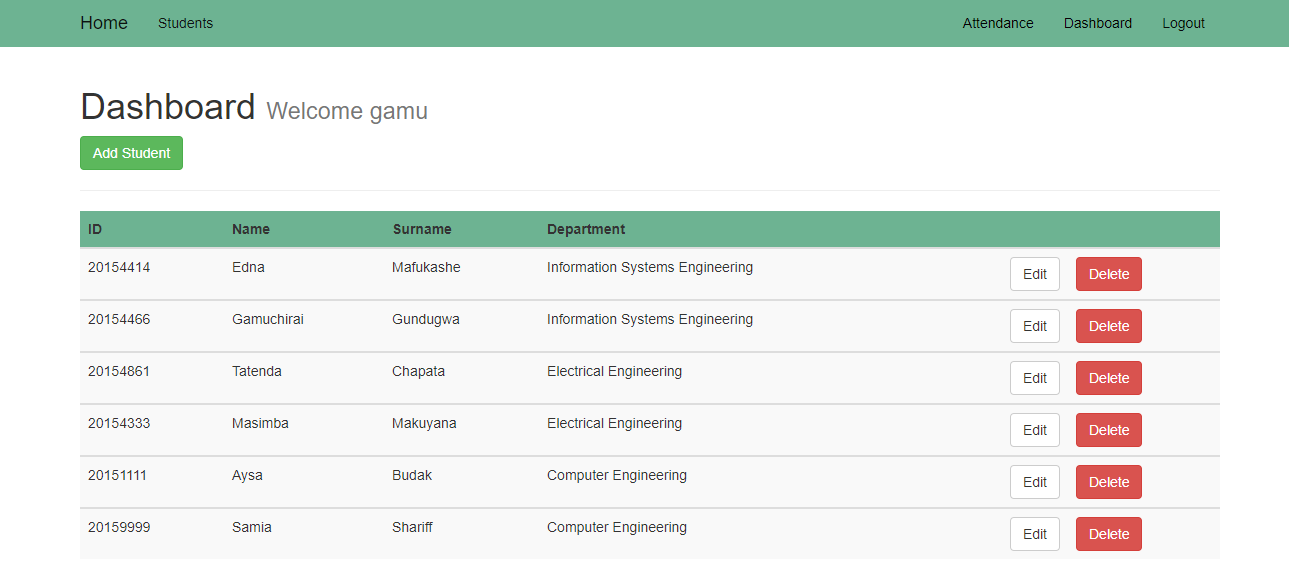 Home Students Attendance Dashboard Logout
Dashboard Welcome gamu
Add Student
ID Name Surname Department
20154414 Edna Mafukashe Information Systems Engineering Edit Delete
20154466 Gamuchirai Gundugwa Information Systems Engineering Edit Delete
20154861 Tatenda Chapata Electrical Engineering Edit Delete
20154333 Masimba Makuyana Electrical Engineering Edit Delete
20151111 Aysa Budak Computer Engineering Edit Delete
20159999 Samia Shariff Computer Engineering Edit Delete